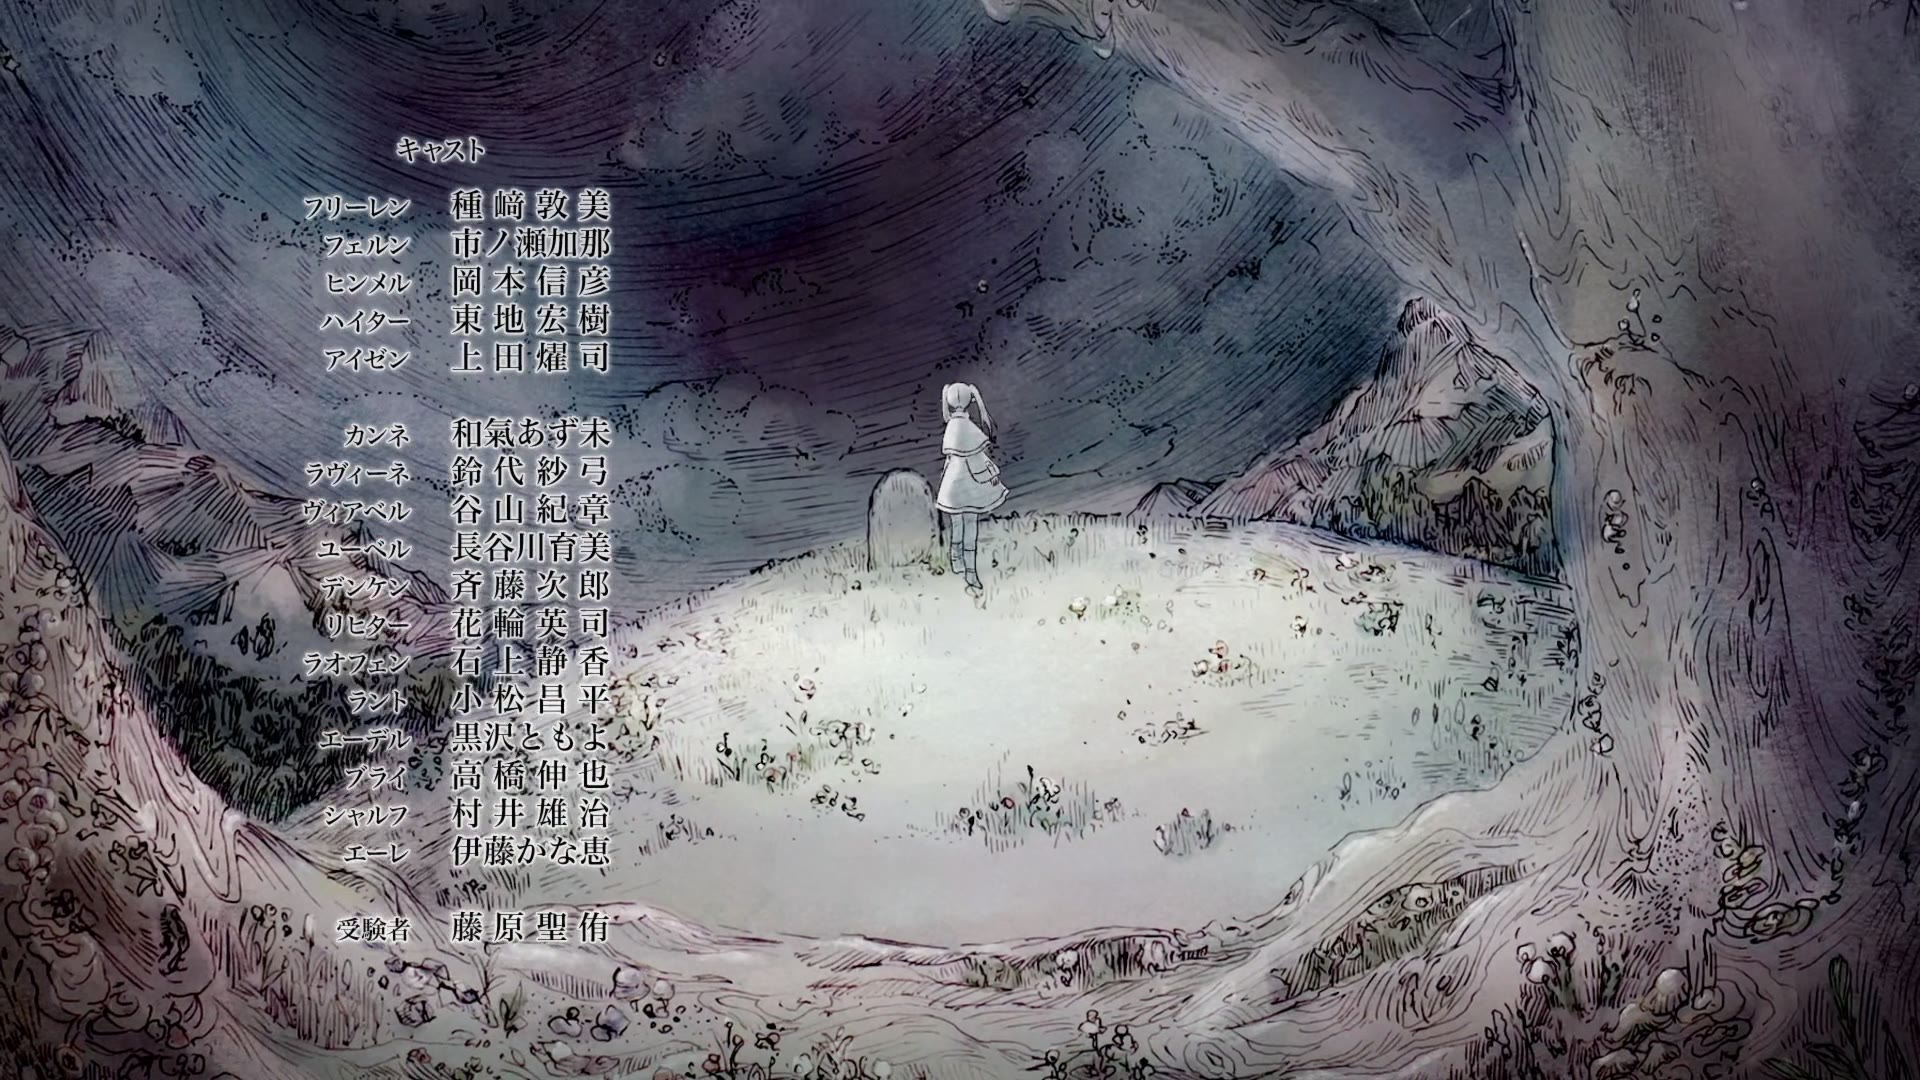 キャスト
フリーレン 種﨑敦美
フェルン 市ノ瀬加那
ヒンメル 岡本信彦
ハイター 東地宏樹
アイゼン 上田燿司
カンネ 和氣あず未
ラヴィーネ 鈴代紗弓
ヴィアベル 谷山紀章
ユーベル 長谷川育美
デンケン 斉藤次郎
リヒター 花輪英司
ラオフェン 石上静香
ラント 小松昌平
エーデル 黒沢ともよ
ブライ 高橋伸也
シャルフ 村井雄治
エーレ 伊藤かな恵
受験者 藤原聖侑